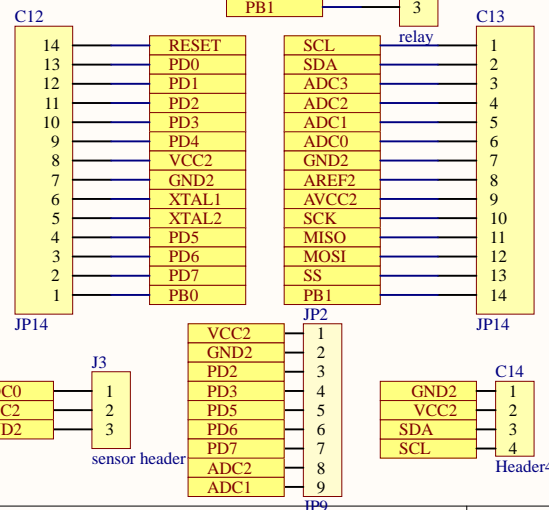 PB1 3
relay
C12
14 RESET
13 PD0
12 PD1
11 PD2
10 PD3
9 PD4
8 VCC2
7 GND2
6 XTAL1
5 XTAL2
4 PD5
3 PD6
2 PD7
1 PB0
JP14
C13
SCL 1
SDA 2
ADC3 3
ADC2 4
ADC1 5
ADC0 6
GND2 7
AREF2 8
AVCC2 9
SCK 10
MISO 11
MOSI 12
SS 13
PB1 14
JP14
J3
C0 1
C2 2
D2 3
sensor header
JP2
VCC2 1
GND2 2
PD2 3
PD3 4
PD5 5
PD6 6
PD7 7
ADC2 8
ADC1 9
JP9
C14
GND2 1
VCC2 2
SDA 3
SCL 4
Header4